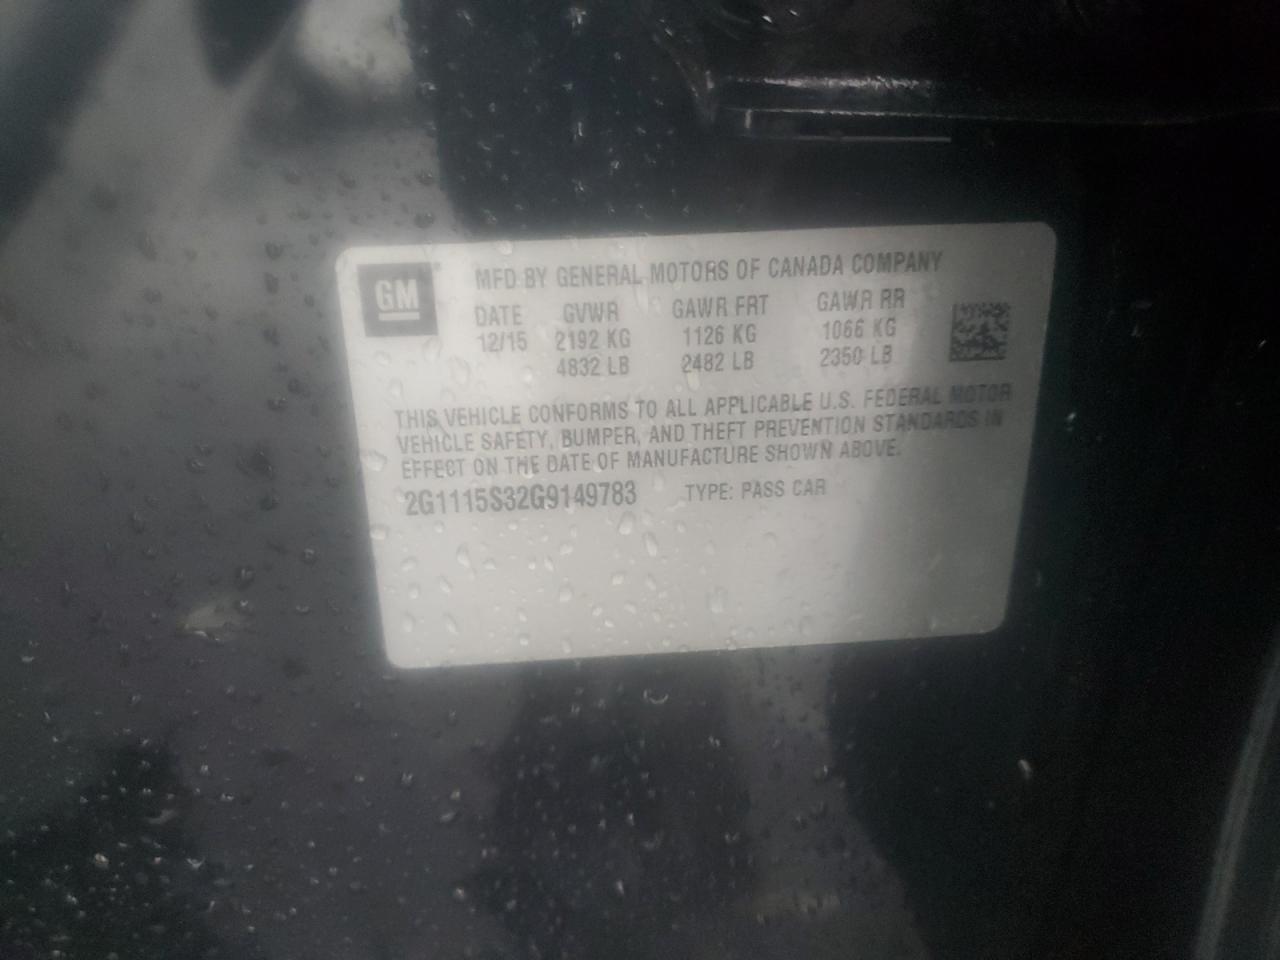 GM
MFD BY GENERAL MOTORS OF CANADA COMPANY
DATE GVWR GAWR FRT GAWR RR
12/15 2192 KG 1126 KG 1066 KG
4832 LB 2482 LB 2350 LB
THIS VEHICLE CONFORMS TO ALL APPLICABLE U.S. FEDERAL MOTOR
VEHICLE SAFETY, BUMPER, AND THEFT PREVENTION STANDARDS IN
EFFECT ON THE DATE OF MANUFACTURE SHOWN ABOVE.
2G1115S32G9149783 TYPE: PASS CAR